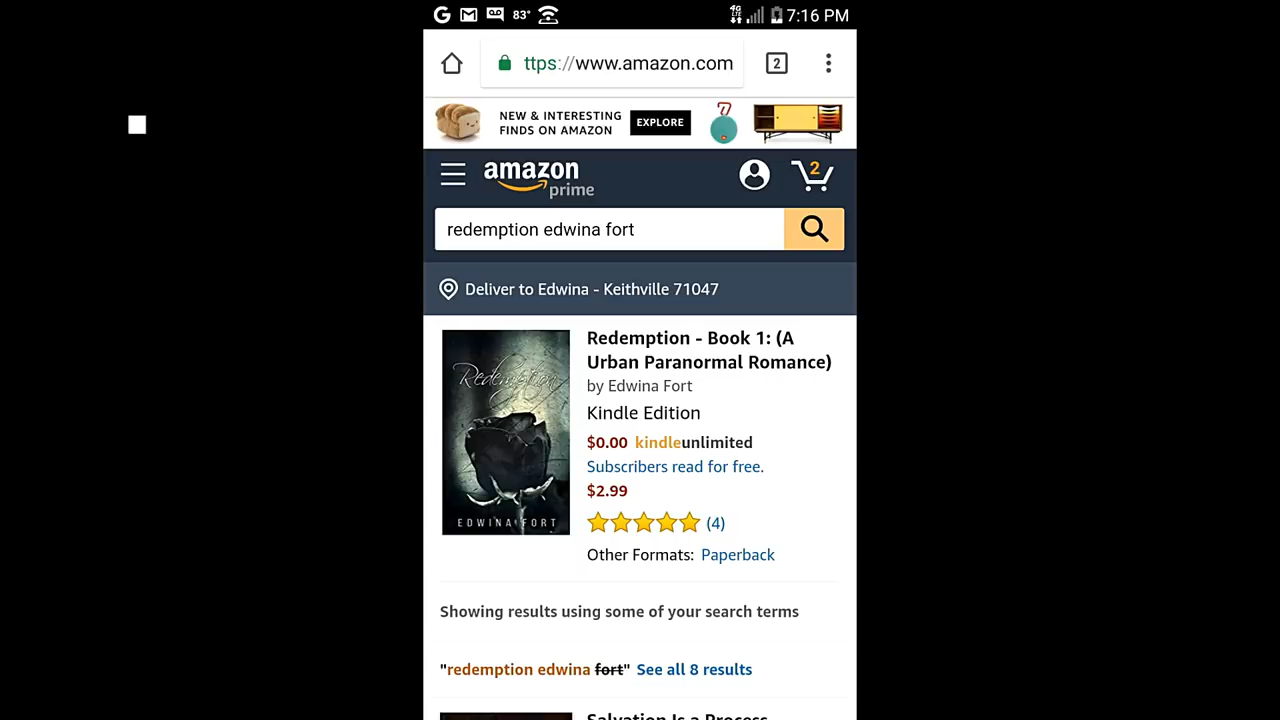 83° 4G LTE 7:16 PM
ttps://www.amazon.com 2
NEW & INTERESTING
FINDS ON AMAZON
EXPLORE
amazon
prime
2
redemption edwina fort
Deliver to Edwina - Keithville 71047
Redemption
EDWINA FORT
Redemption - Book 1: (A
Urban Paranormal Romance)
by Edwina Fort
Kindle Edition
$0.00 kindleunlimited
Subscribers read for free.
$2.99
(4)
Other Formats: Paperback
Showing results using some of your search terms
"redemption edwina fort" See all 8 results
Salvation Is a Process